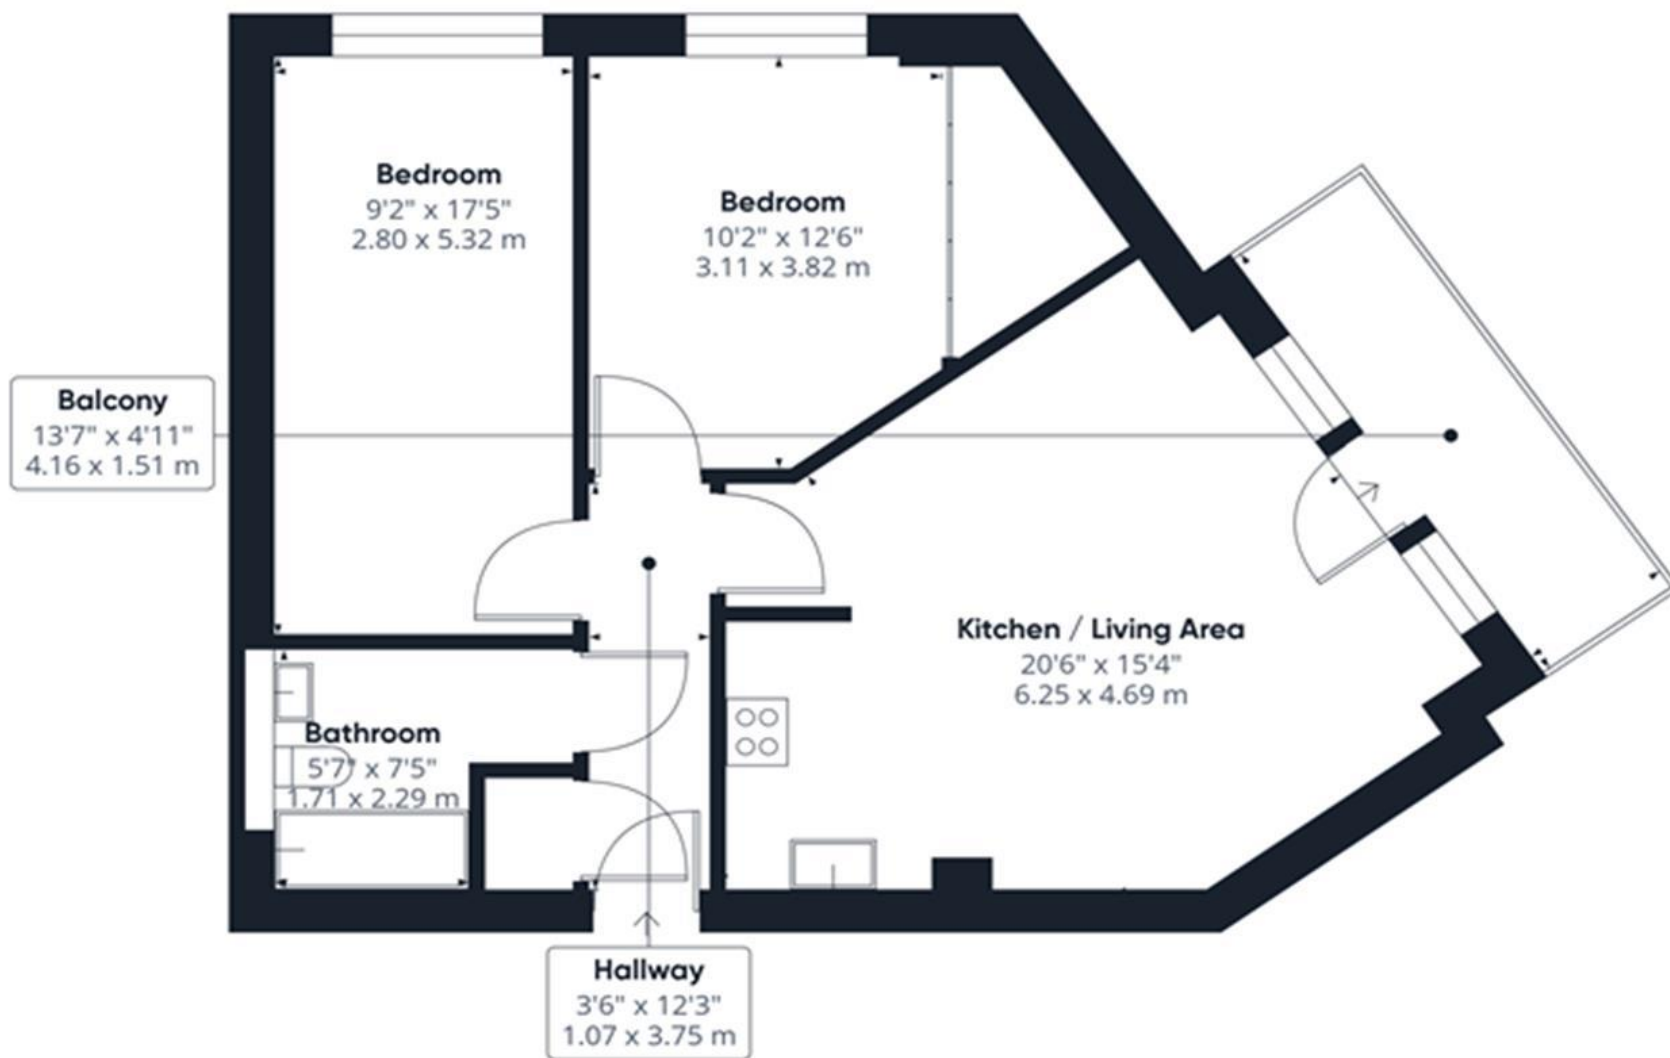 Bedroom
9'2" x 17'5"
2.80 x 5.32 m
Bedroom
10'2" x 12'6"
3.11 x 3.82 m
Balcony
13'7" x 4'11"
4.16 x 1.51 m
Kitchen / Living Area
20'6" x 15'4"
6.25 x 4.69 m
Bathroom
5'7" x 7'5"
1.71 x 2.29 m
Hallway
3'6" x 12'3"
1.07 x 3.75 m